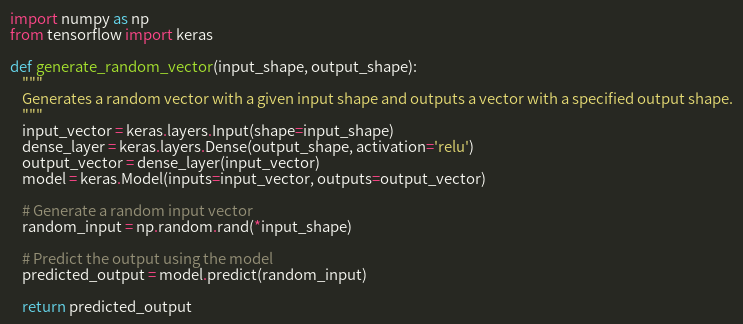 import numpy as np
from tensorflow import keras

def generate_random_vector(input_shape, output_shape):
    """
    Generates a random vector with a given input shape and outputs a vector with a specified output shape.
    """
    input_vector = keras.layers.Input(shape=input_shape)
    dense_layer = keras.layers.Dense(output_shape, activation='relu')
    output_vector = dense_layer(input_vector)
    model = keras.Model(inputs=input_vector, outputs=output_vector)

    # Generate a random input vector
    random_input = np.random.rand(*input_shape)

    # Predict the output using the model
    predicted_output = model.predict(random_input)

    return predicted_output